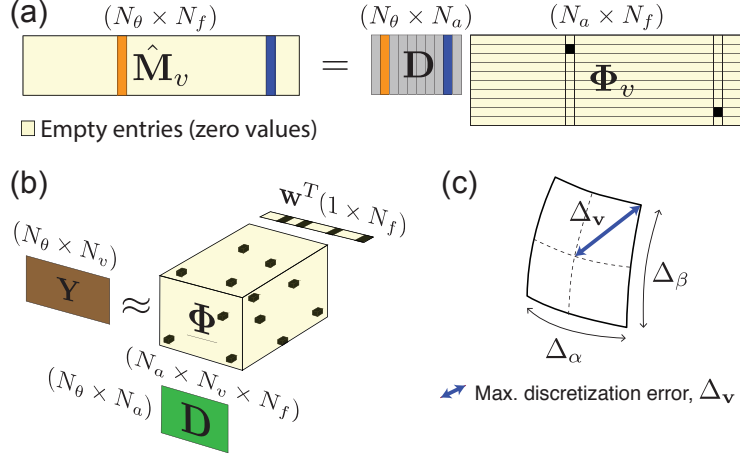 (a)
(N_θ × N_f)
(N_θ × N_a)
(N_a × N_f)
M̂_v
=
D
Φ_v
Empty entries (zero values)
(b)
w^T(1 × N_f)
(N_θ × N_v)
Y
≈
Φ
(N_a × N_v × N_f)
(N_θ × N_a)
D
(c)
Δ_v
Δ_β
Δ_α
Max. discretization error, Δ_v